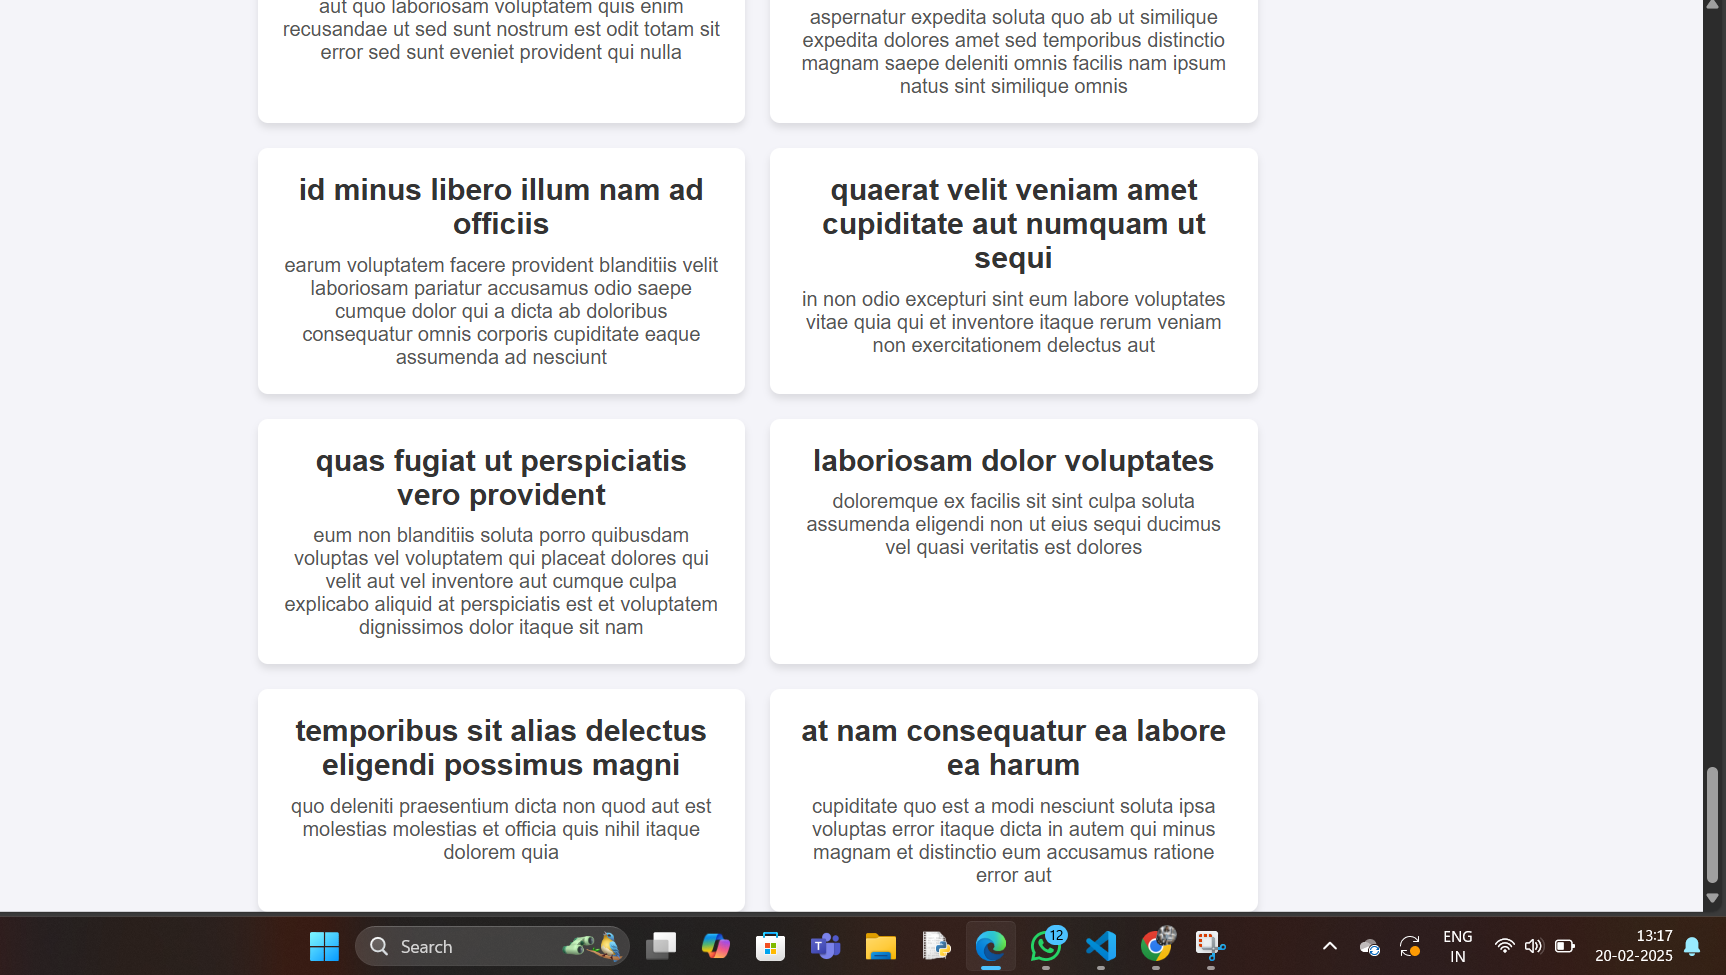 aut quo laboriosam voluptatem quis enim
recusandae ut sed sunt nostrum est odit totam sit
error sed sunt eveniet provident qui nulla
aspernatur expedita soluta quo ab ut similique
expedita dolores amet sed temporibus distinctio
magnam saepe deleniti omnis facilis nam ipsum
natus sint similique omnis
id minus libero illum nam ad
officiis
earum voluptatem facere provident blanditiis velit
laboriosam pariatur accusamus odio saepe
cumque dolor qui a dicta ab doloribus
consequatur omnis corporis cupiditate eaque
assumenda ad nesciunt
quaerat velit veniam amet
cupiditate aut numquam ut
sequi
in non odio excepturi sint eum labore voluptates
vitae quia qui et inventore itaque rerum veniam
non exercitationem delectus aut
quas fugiat ut perspiciatis
vero provident
eum non blanditiis soluta porro quibusdam
voluptas vel voluptatem qui placeat dolores qui
velit aut vel inventore aut cumque culpa
explicabo aliquid at perspiciatis est et voluptatem
dignissimos dolor itaque sit nam
laboriosam dolor voluptates
doloremque ex facilis sit sint culpa soluta
assumenda eligendi non ut eius sequi ducimus
vel quasi veritatis est dolores
temporibus sit alias delectus
eligendi possimus magni
quo deleniti praesentium dicta non quod aut est
molestias molestias et officia quis nihil itaque
dolorem quia
at nam consequatur ea labore
ea harum
cupiditate quo est a modi nesciunt soluta ipsa
voluptas error itaque dicta in autem qui minus
magnam et distinctio eum accusamus ratione
error aut
Search
12
ENG
IN
13:17
20-02-2025